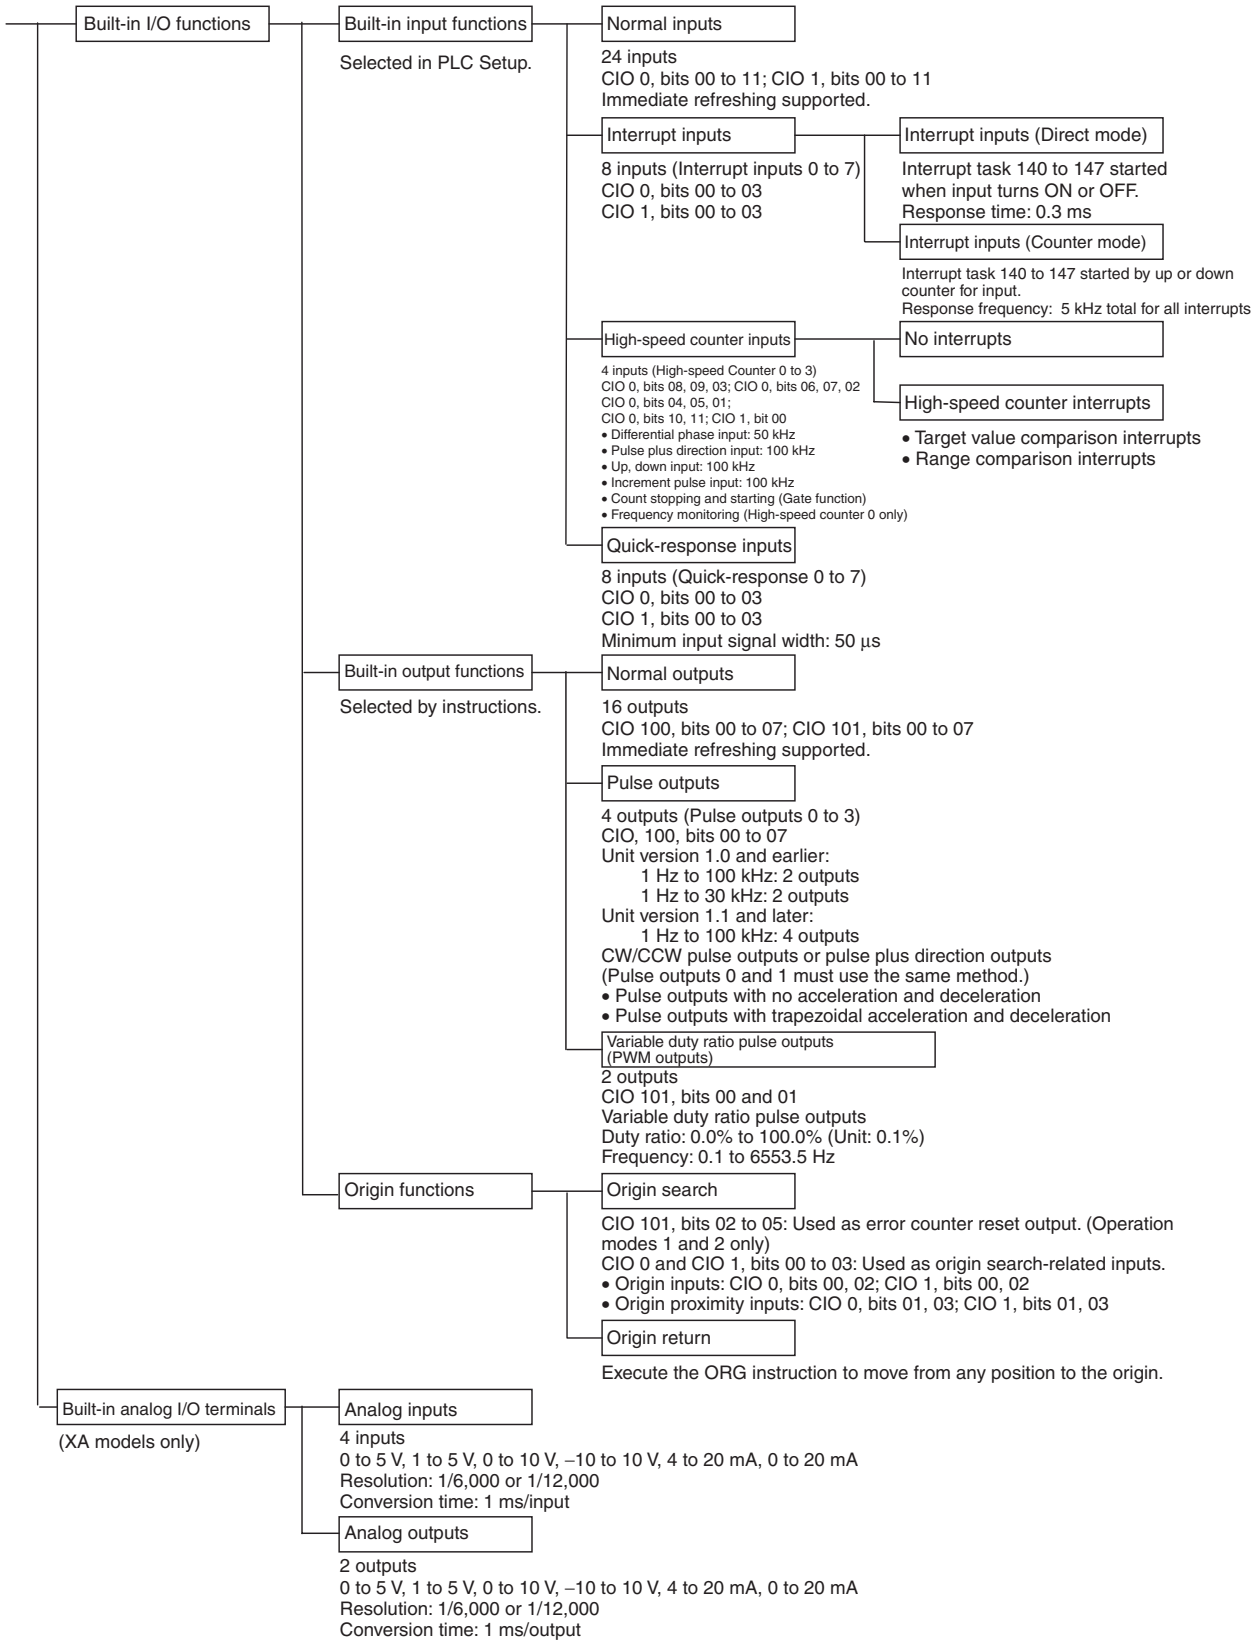 Built-in I/O functions
Built-in input functions
Selected in PLC Setup.
Normal inputs
24 inputs
CIO 0, bits 00 to 11; CIO 1, bits 00 to 11
Immediate refreshing supported.
Interrupt inputs
8 inputs (Interrupt inputs 0 to 7)
CIO 0, bits 00 to 03
CIO 1, bits 00 to 03
Interrupt inputs (Direct mode)
Interrupt task 140 to 147 started
when input turns ON or OFF.
Response time: 0.3 ms
Interrupt inputs (Counter mode)
Interrupt task 140 to 147 started by up or down
counter for input.
Response frequency:  5 kHz total for all interrupts
High-speed counter inputs
4 inputs (High-speed Counter 0 to 3)
CIO 0, bits 08, 09, 03; CIO 0, bits 06, 07, 02
CIO 0, bits 04, 05, 01;
CIO 0, bits 10, 11; CIO 1, bit 00
• Differential phase input: 50 kHz
• Pulse plus direction input: 100 kHz
• Up, down input: 100 kHz
• Increment pulse input: 100 kHz
• Count stopping and starting (Gate function)
• Frequency monitoring (High-speed counter 0 only)
No interrupts
High-speed counter interrupts
• Target value comparison interrupts
• Range comparison interrupts
Quick-response inputs
8 inputs (Quick-response 0 to 7)
CIO 0, bits 00 to 03
CIO 1, bits 00 to 03
Minimum input signal width: 50 μs
Built-in output functions
Selected by instructions.
Normal outputs
16 outputs
CIO 100, bits 00 to 07; CIO 101, bits 00 to 07
Immediate refreshing supported.
Pulse outputs
4 outputs (Pulse outputs 0 to 3)
CIO, 100, bits 00 to 07
Unit version 1.0 and earlier:
1 Hz to 100 kHz: 2 outputs
1 Hz to 30 kHz: 2 outputs
Unit version 1.1 and later:
1 Hz to 100 kHz: 4 outputs
CW/CCW pulse outputs or pulse plus direction outputs
(Pulse outputs 0 and 1 must use the same method.)
• Pulse outputs with no acceleration and deceleration
• Pulse outputs with trapezoidal acceleration and deceleration
Variable duty ratio pulse outputs
(PWM outputs)
2 outputs
CIO 101, bits 00 and 01
Variable duty ratio pulse outputs
Duty ratio: 0.0% to 100.0% (Unit: 0.1%)
Frequency: 0.1 to 6553.5 Hz
Origin functions
Origin search
CIO 101, bits 02 to 05: Used as error counter reset output. (Operation
modes 1 and 2 only)
CIO 0 and CIO 1, bits 00 to 03: Used as origin search-related inputs.
• Origin inputs: CIO 0, bits 00, 02; CIO 1, bits 00, 02
• Origin proximity inputs: CIO 0, bits 01, 03; CIO 1, bits 01, 03
Origin return
Execute the ORG instruction to move from any position to the origin.
Built-in analog I/O terminals
(XA models only)
Analog inputs
4 inputs
0 to 5 V, 1 to 5 V, 0 to 10 V, −10 to 10 V, 4 to 20 mA, 0 to 20 mA
Resolution: 1/6,000 or 1/12,000
Conversion time: 1 ms/input
Analog outputs
2 outputs
0 to 5 V, 1 to 5 V, 0 to 10 V, −10 to 10 V, 4 to 20 mA, 0 to 20 mA
Resolution: 1/6,000 or 1/12,000
Conversion time: 1 ms/output